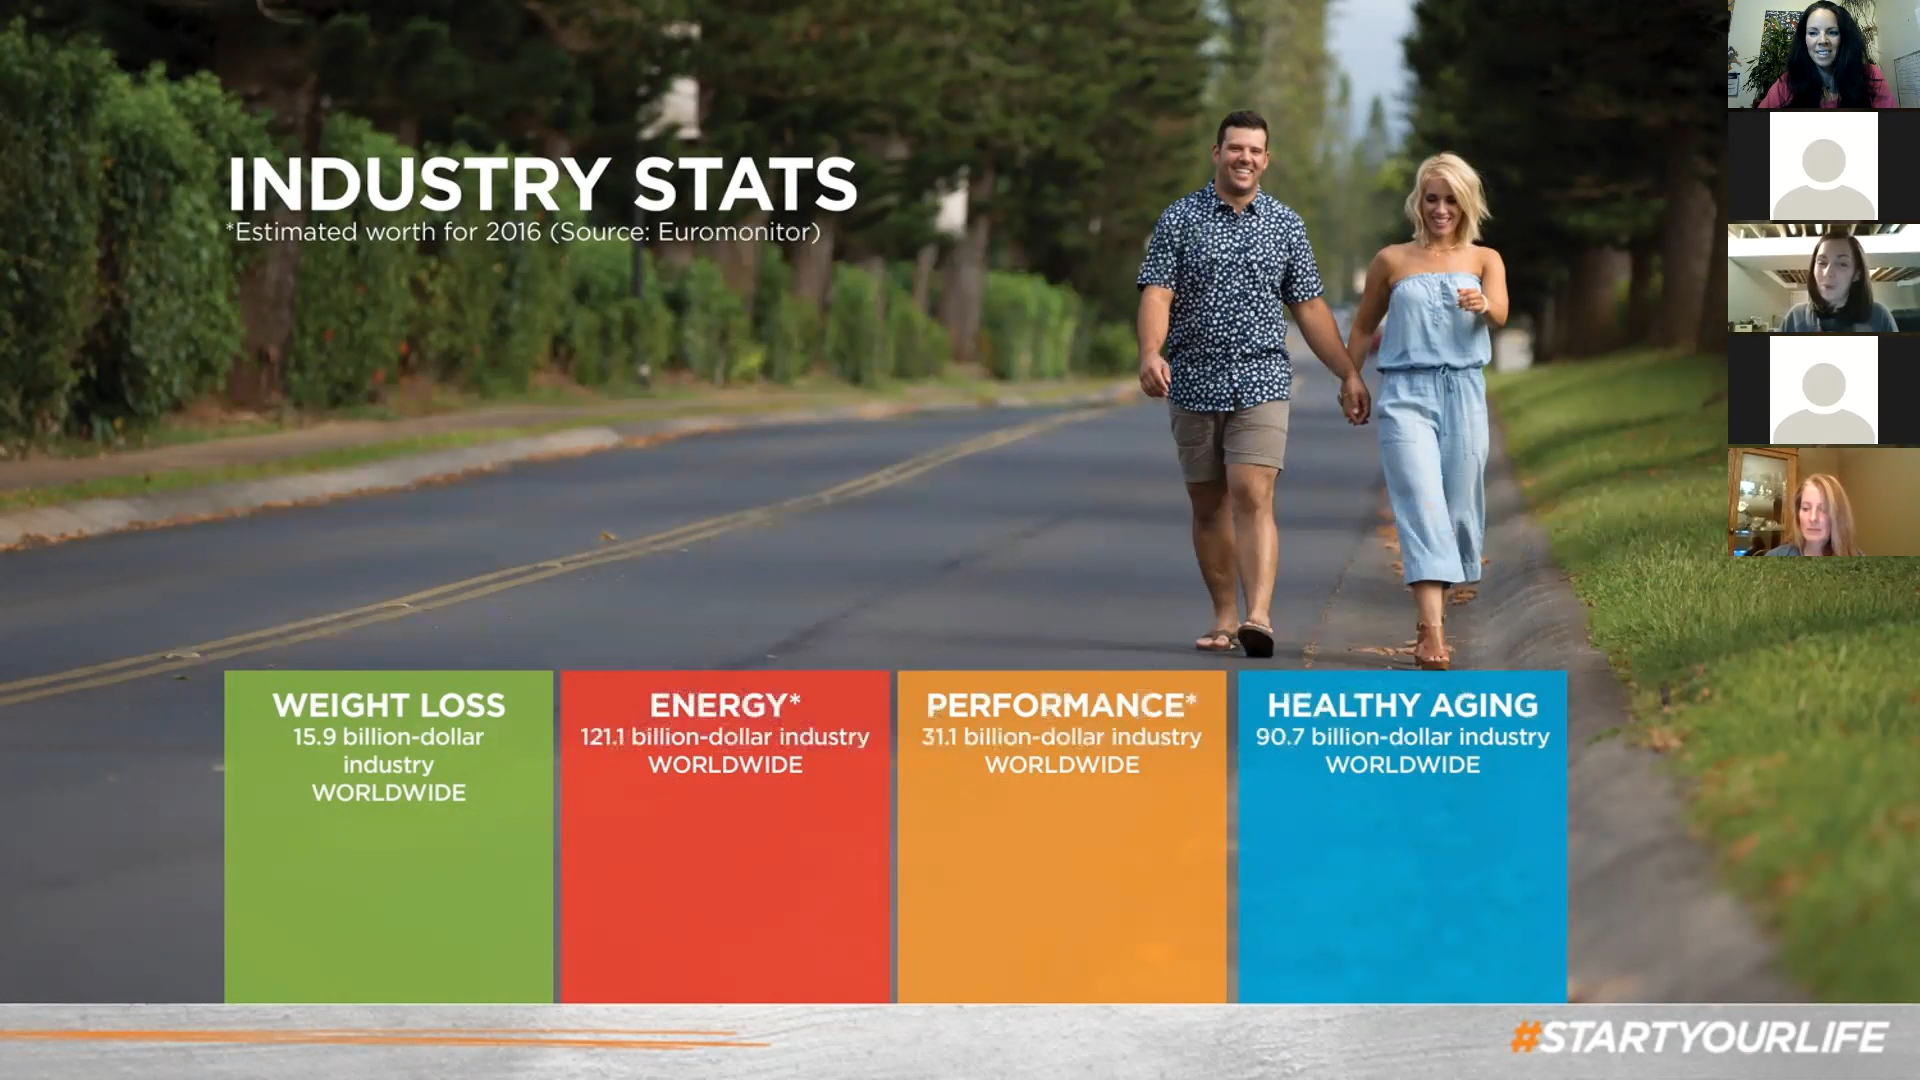 INDUSTRY STATS
*Estimated worth for 2016 (Source: Euromonitor)
WEIGHT LOSS
15.9 billion-dollar
industry
WORLDWIDE
ENERGY*
121.1 billion-dollar industry
WORLDWIDE
PERFORMANCE*
31.1 billion-dollar industry
WORLDWIDE
HEALTHY AGING
90.7 billion-dollar industry
WORLDWIDE
#STARTYOURLIFE